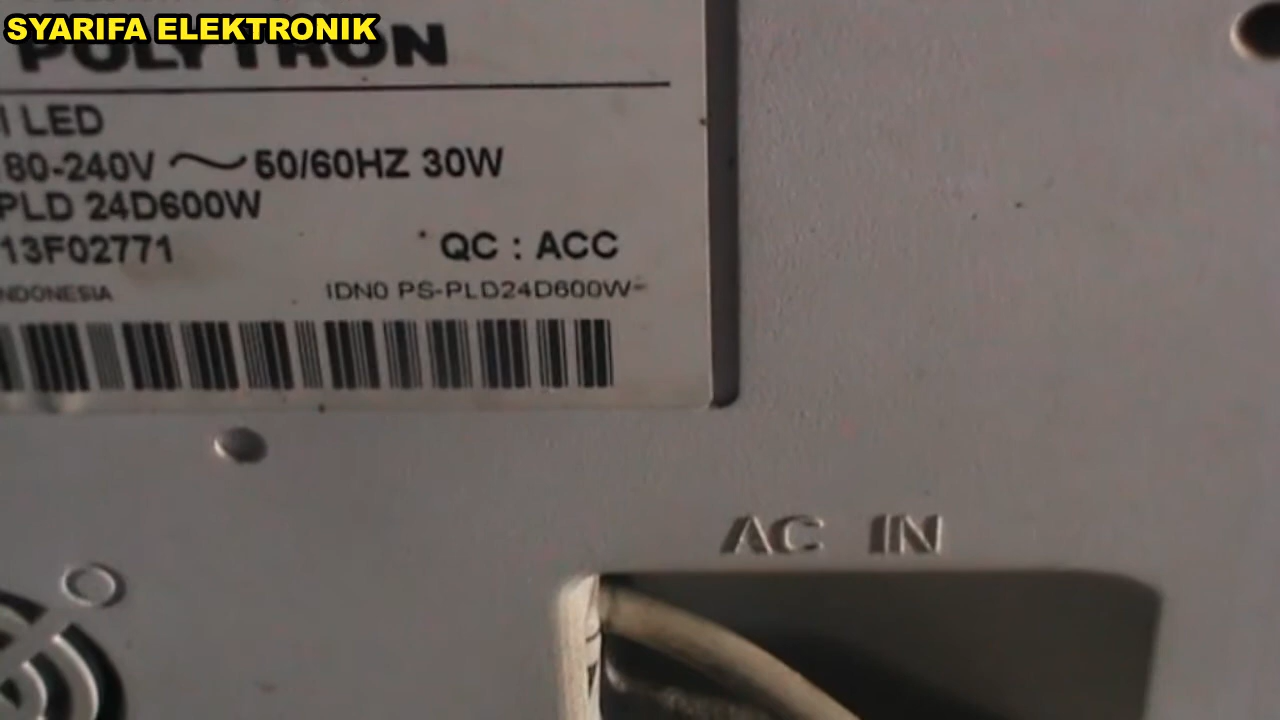 SYARIFA ELEKTRONIK
POLYTRON
LED
80-240V ~ 50/60HZ 30W
PLD 24D600W
13F02771 QC : ACC
INDONESIA IDN0 PS-PLD24D600W-
AC IN